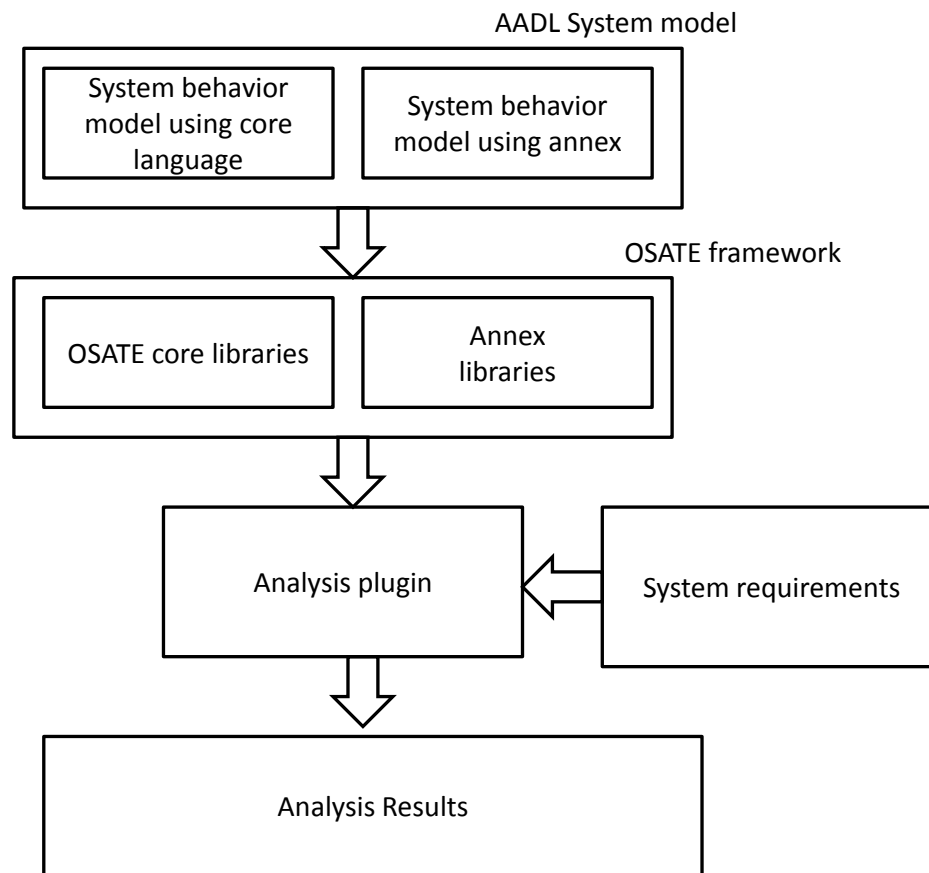 AADL System model
System behavior
model using core
language
System behavior
model using annex
OSATE framework
OSATE core libraries
Annex
libraries
Analysis plugin
System requirements
Analysis Results